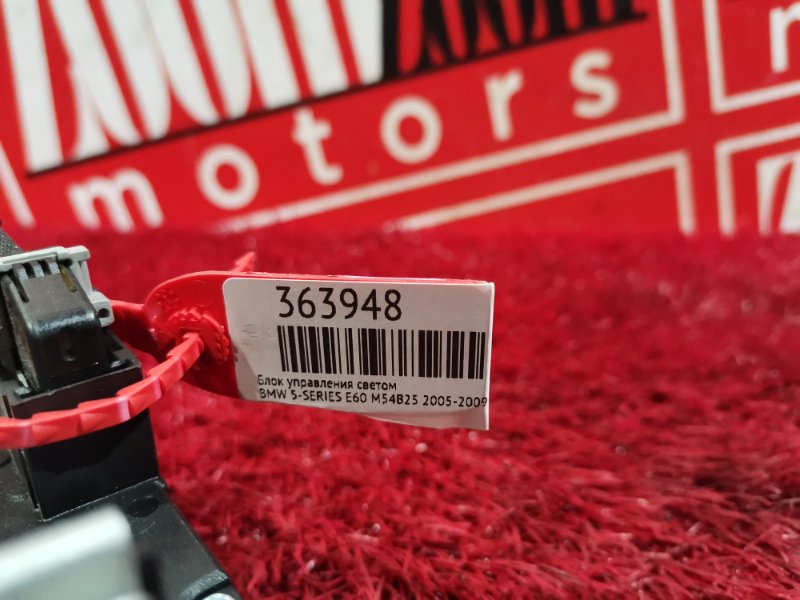 motors
363948
Блок управления светом
BMW 5-SERIES E60 M54B25 2005-2009